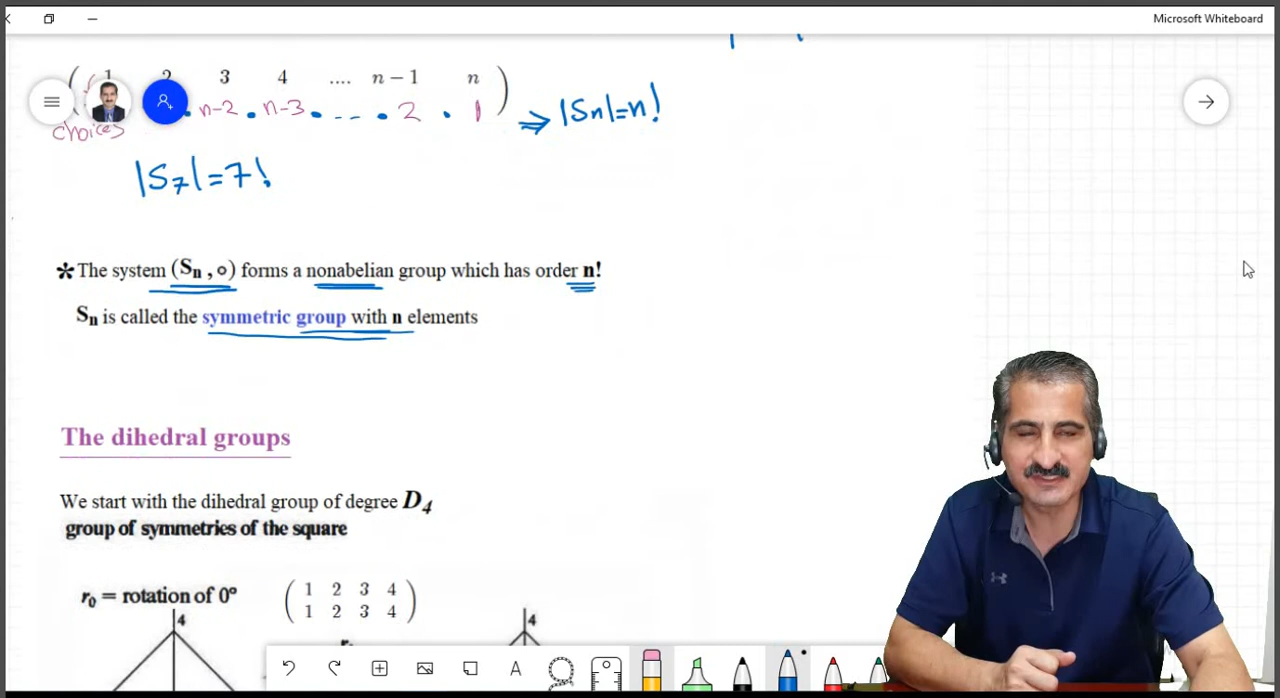 Microsoft Whiteboard
( 1 2 3 4 .... n − 1 n )
. n-2 . n-3 . - - . 2 . 1 ⇒ |Sn|=n!
choices
|S7|=7!
* The system (Sn , ∘) forms a nonabelian group which has order n!
Sn is called the symmetric group with n elements
The dihedral groups
We start with the dihedral group of degree D4
group of symmetries of the square
r0 = rotation of 0° ( 1 2 3 4
1 2 3 4 )
4 4
A